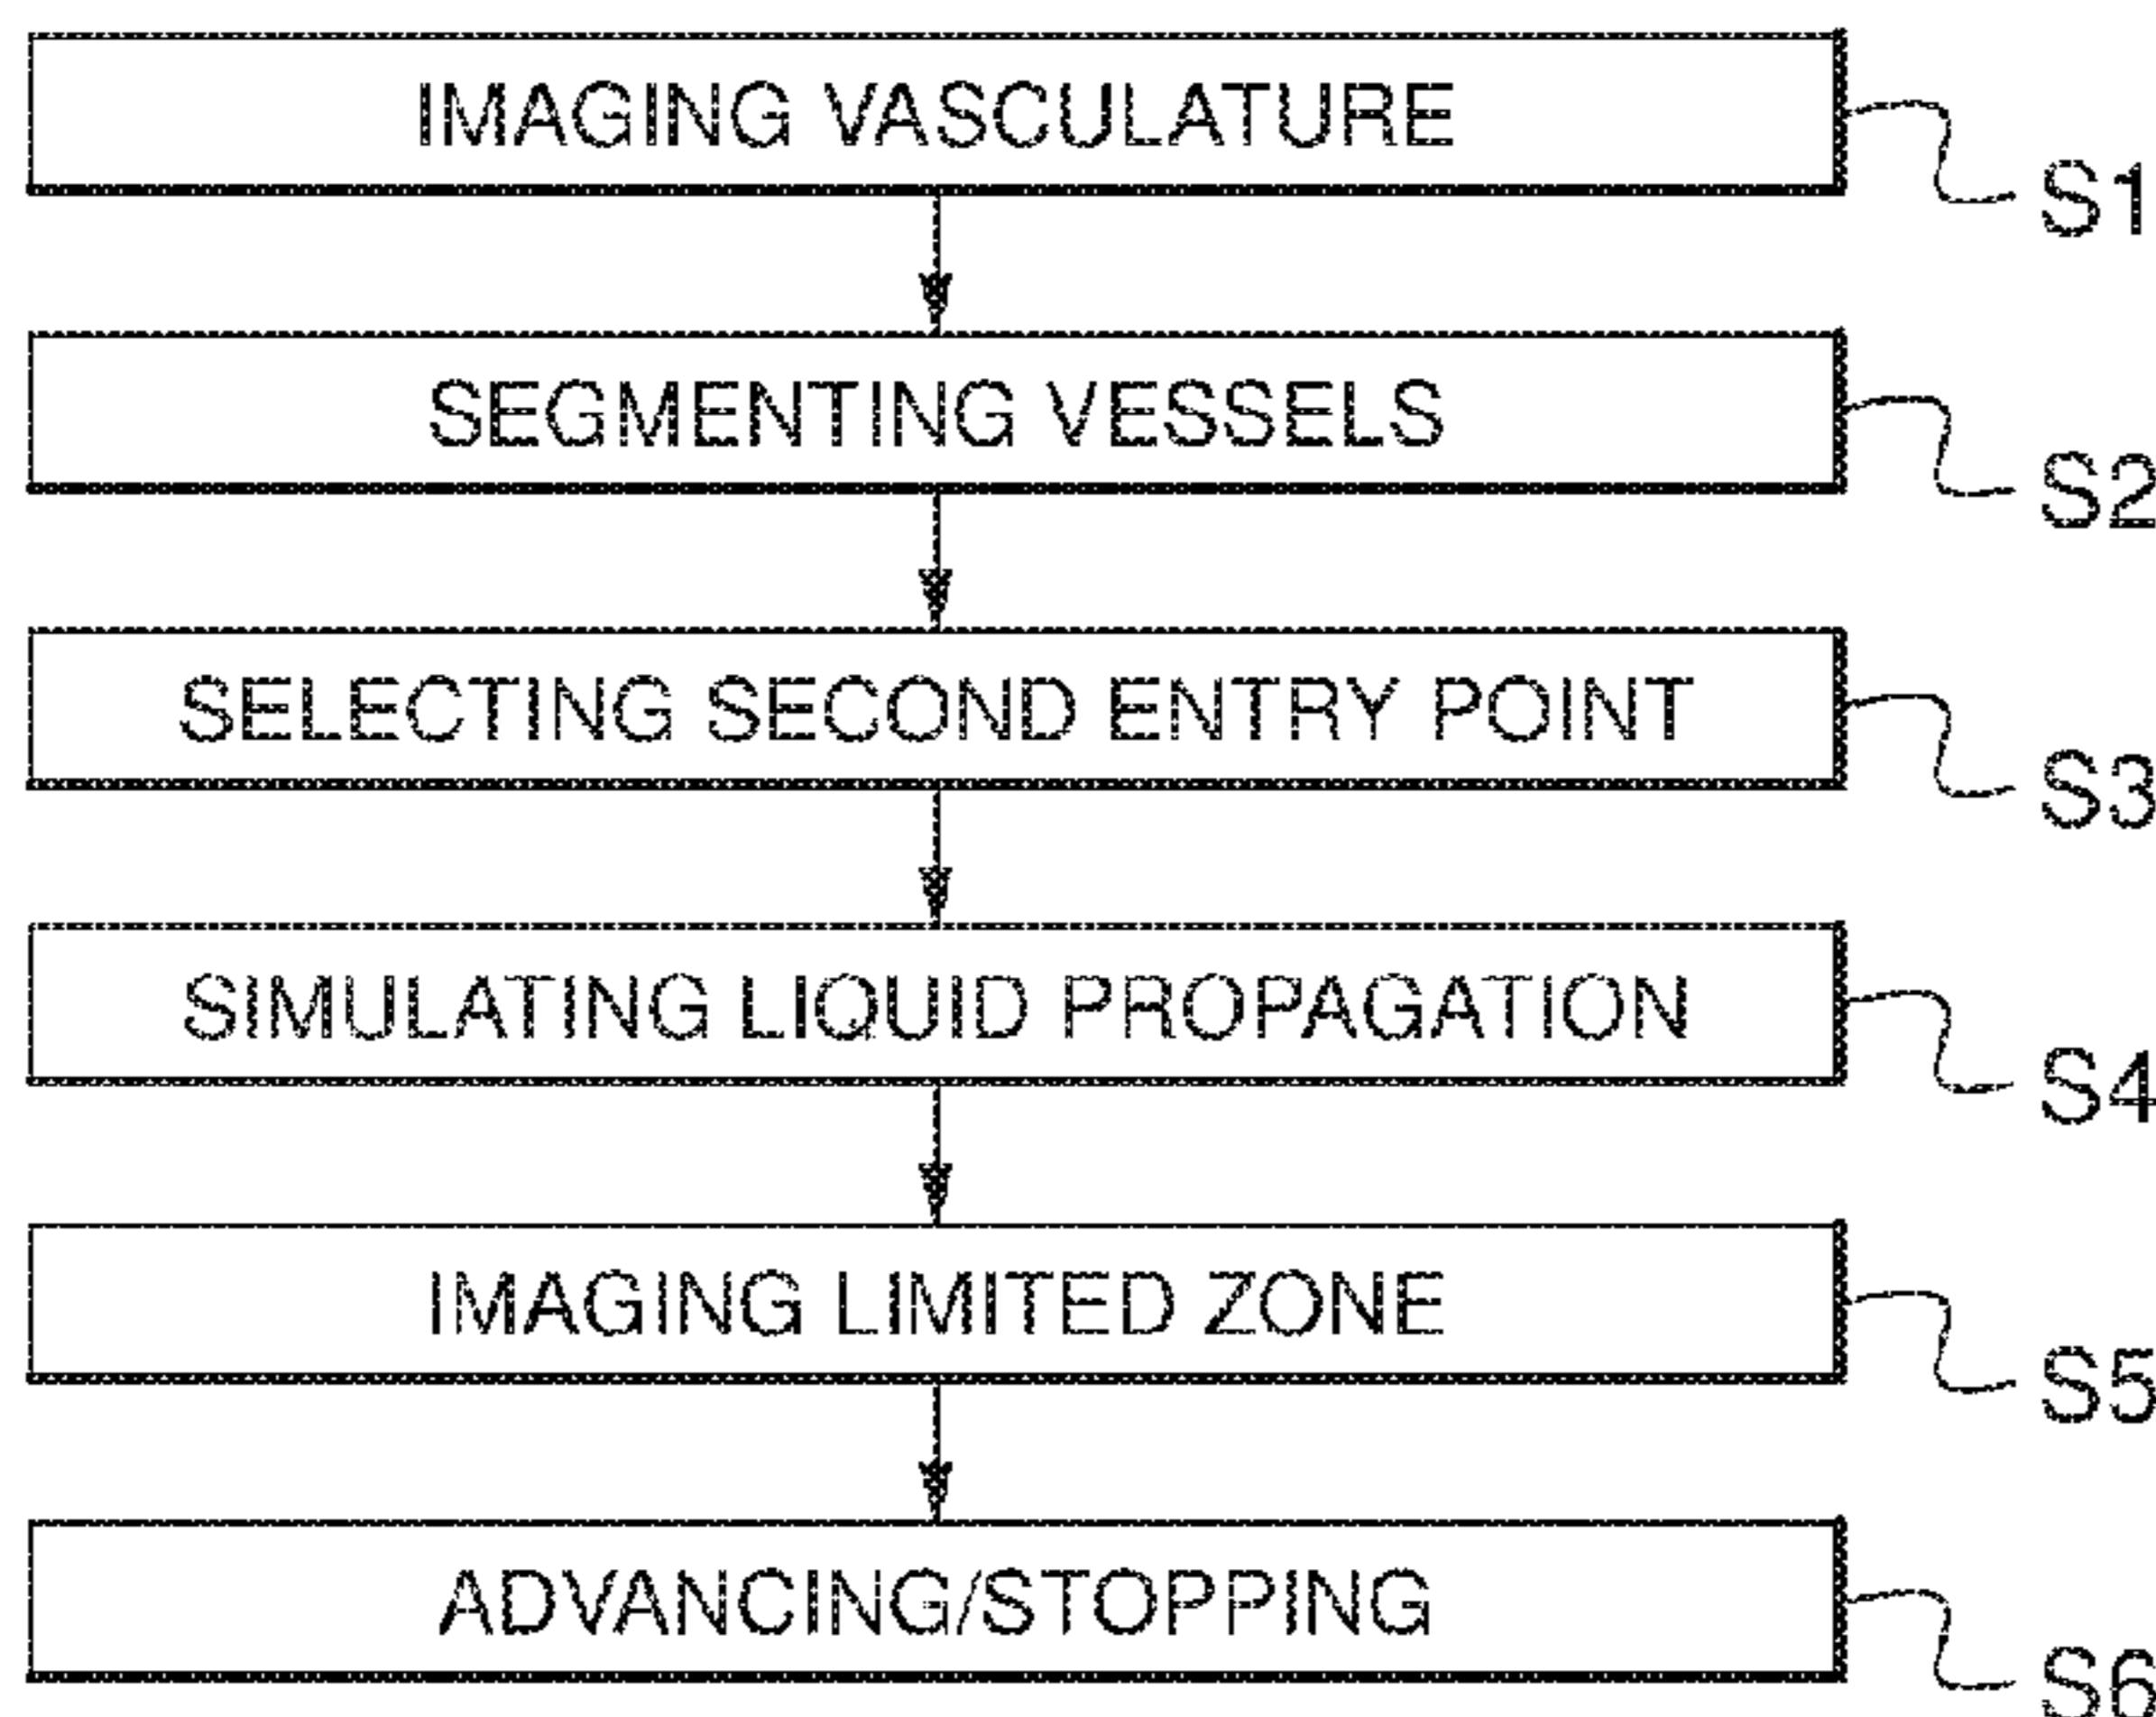 IMAGING VASCULATURE
S1
SEGMENTING VESSELS
S2
SELECTING SECOND ENTRY POINT
S3
SIMULATING LIQUID PROPAGATION
S4
IMAGING LIMITED ZONE
S5
ADVANCING/STOPPING
S6